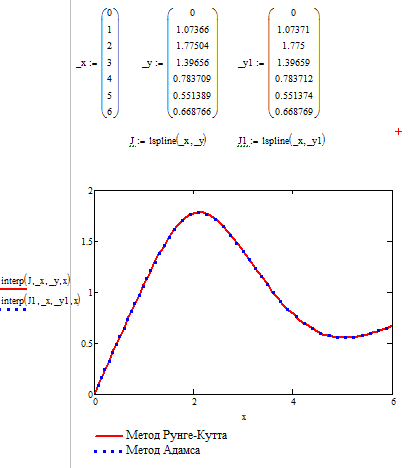 _x := ( 0 1 2 3 4 5 6 ) _y := ( 0 1.07366 1.77504 1.39656 0.783709 0.551389 0.668766 ) _y1 := ( 0 1.07371 1.775 1.39659 0.783712 0.551374 0.668769 )
J := lspline(_x,_y) J1 := lspline(_x,_y1)
2
1.5
interp(J,_x,_y,x)
1
interp(J1,_x,_y1,x)
0.5
0
0 2 4 6
x
Метод Рунге-Кутта
Метод Адамса